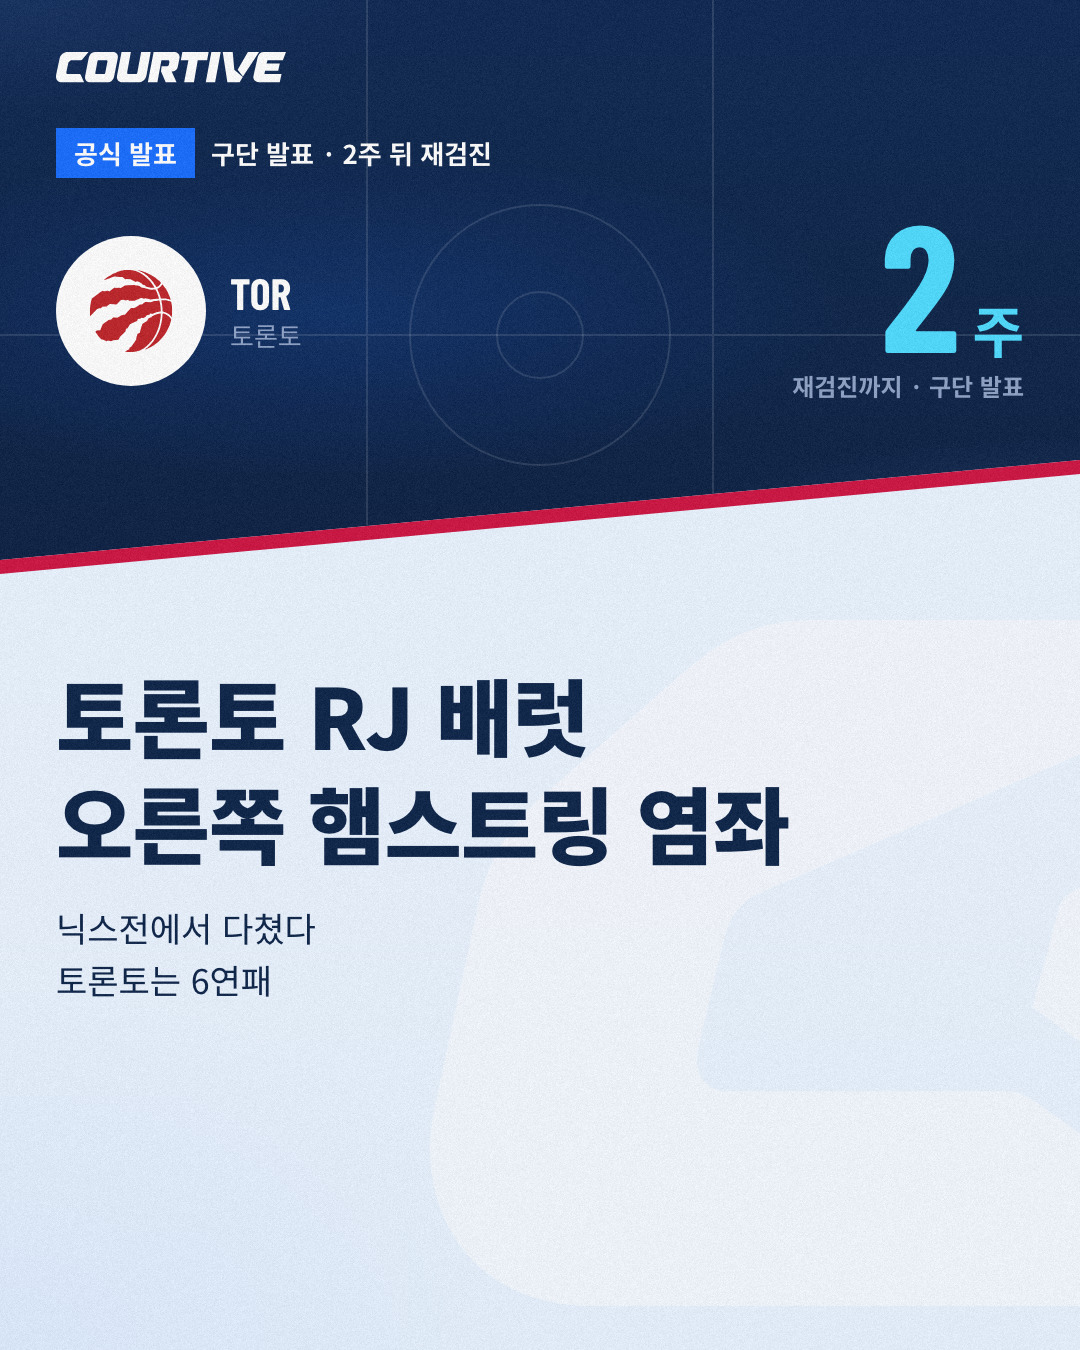 COURTIVE
공식 발표 구단 발표 · 2주 뒤 재검진
TOR
토론토
2주
재검진까지 · 구단 발표
토론토 RJ 배럿
오른쪽 햄스트링 염좌
닉스전에서 다쳤다
토론토는 6연패